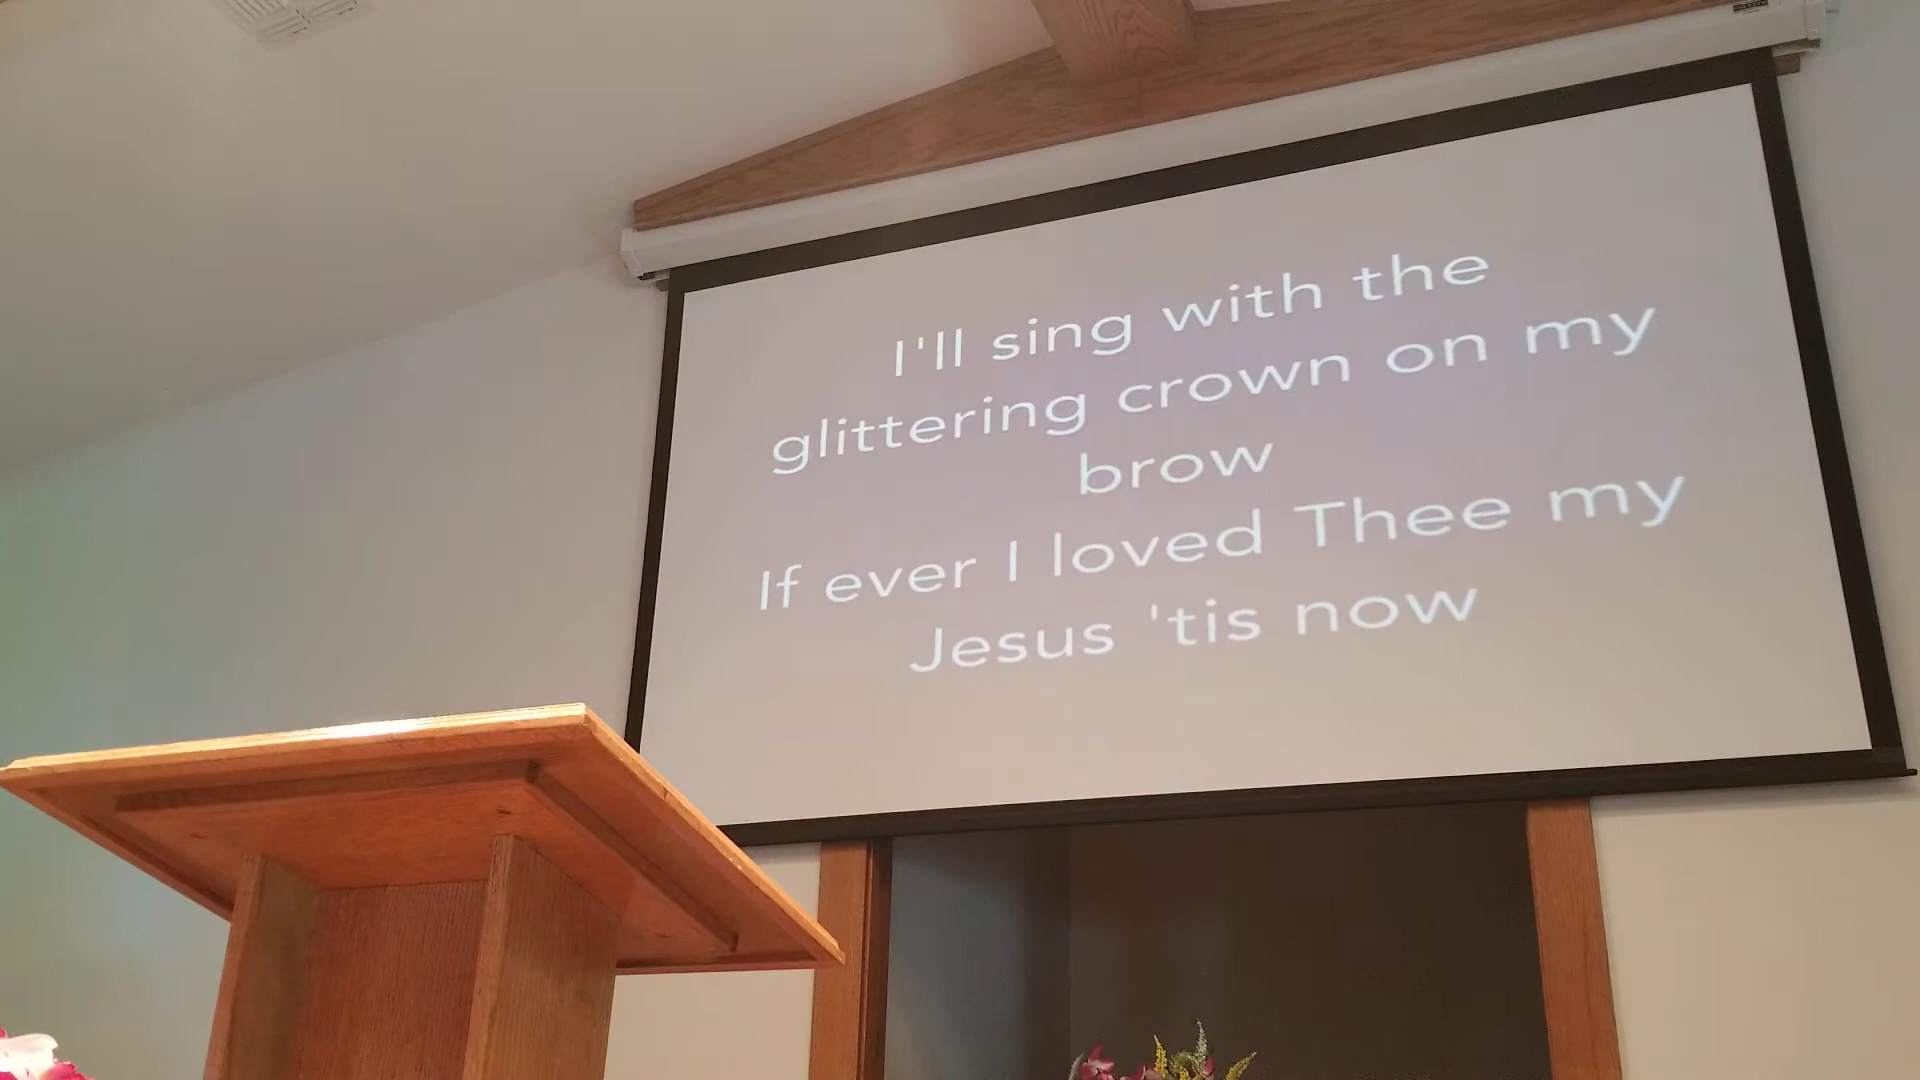 I'll sing with the
glittering crown on my
brow
If ever I loved Thee my
Jesus 'tis now